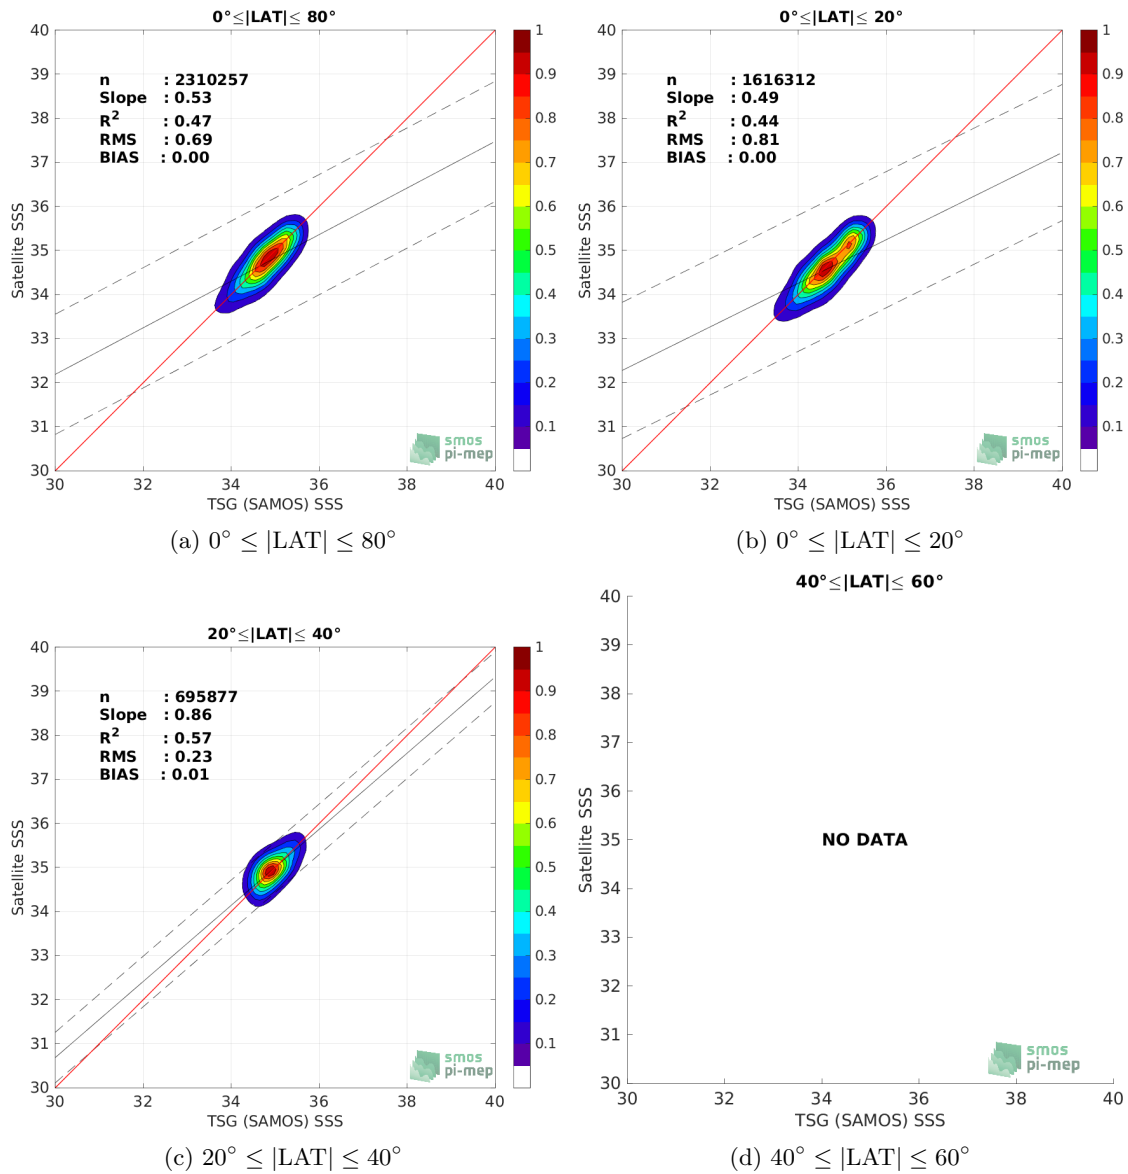 0°≤|LAT|≤ 80°
n : 2310257
Slope : 0.53
R² : 0.47
RMS : 0.69
BIAS : 0.00
40
39
38
37
36
35
34
33
32
31
30
Satellite SSS
30 32 34 36 38 40
TSG (SAMOS) SSS
1
0.9
0.8
0.7
0.6
0.5
0.4
0.3
0.2
0.1
smos
pi-mep
(a) 0° ≤ |LAT| ≤ 80°
0°≤|LAT|≤ 20°
n : 1616312
Slope : 0.49
R² : 0.44
RMS : 0.81
BIAS : 0.00
40
39
38
37
36
35
34
33
32
31
30
Satellite SSS
30 32 34 36 38 40
TSG (SAMOS) SSS
1
0.9
0.8
0.7
0.6
0.5
0.4
0.3
0.2
0.1
smos
pi-mep
(b) 0° ≤ |LAT| ≤ 20°
20°≤|LAT|≤ 40°
n : 695877
Slope : 0.86
R² : 0.57
RMS : 0.23
BIAS : 0.01
40
39
38
37
36
35
34
33
32
31
30
Satellite SSS
30 32 34 36 38 40
TSG (SAMOS) SSS
1
0.9
0.8
0.7
0.6
0.5
0.4
0.3
0.2
0.1
smos
pi-mep
(c) 20° ≤ |LAT| ≤ 40°
40°≤|LAT|≤ 60°
40
39
38
37
36
35
34
33
32
31
30
Satellite SSS
NO DATA
30 32 34 36 38 40
TSG (SAMOS) SSS
smos
pi-mep
(d) 40° ≤ |LAT| ≤ 60°